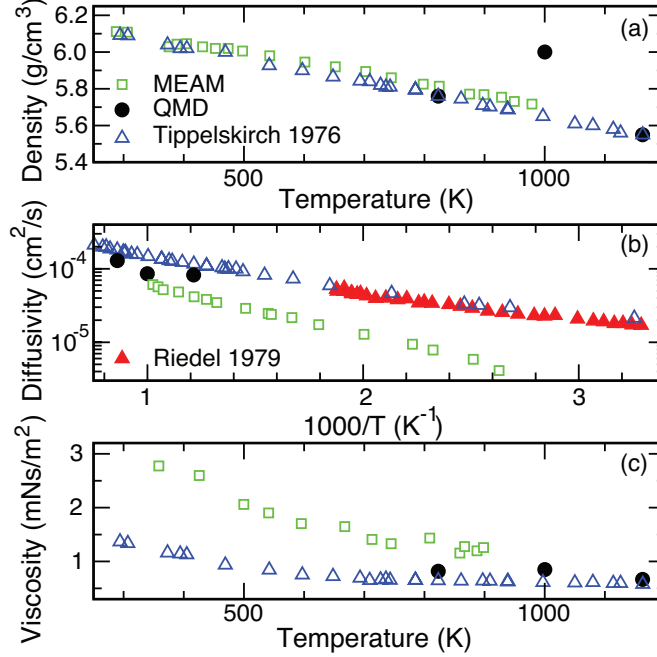 6.2
6.0
5.8
5.6
5.4
Density (g/cm³)
(a)
MEAM
QMD
Tippelskirch 1976
500
1000
Temperature (K)
10⁻⁴
10⁻⁵
Diffusivity (cm²/s)
(b)
Riedel 1979
1
2
3
1000/T (K⁻¹)
3
2
1
Viscosity (mNs/m²)
(c)
500
1000
Temperature (K)